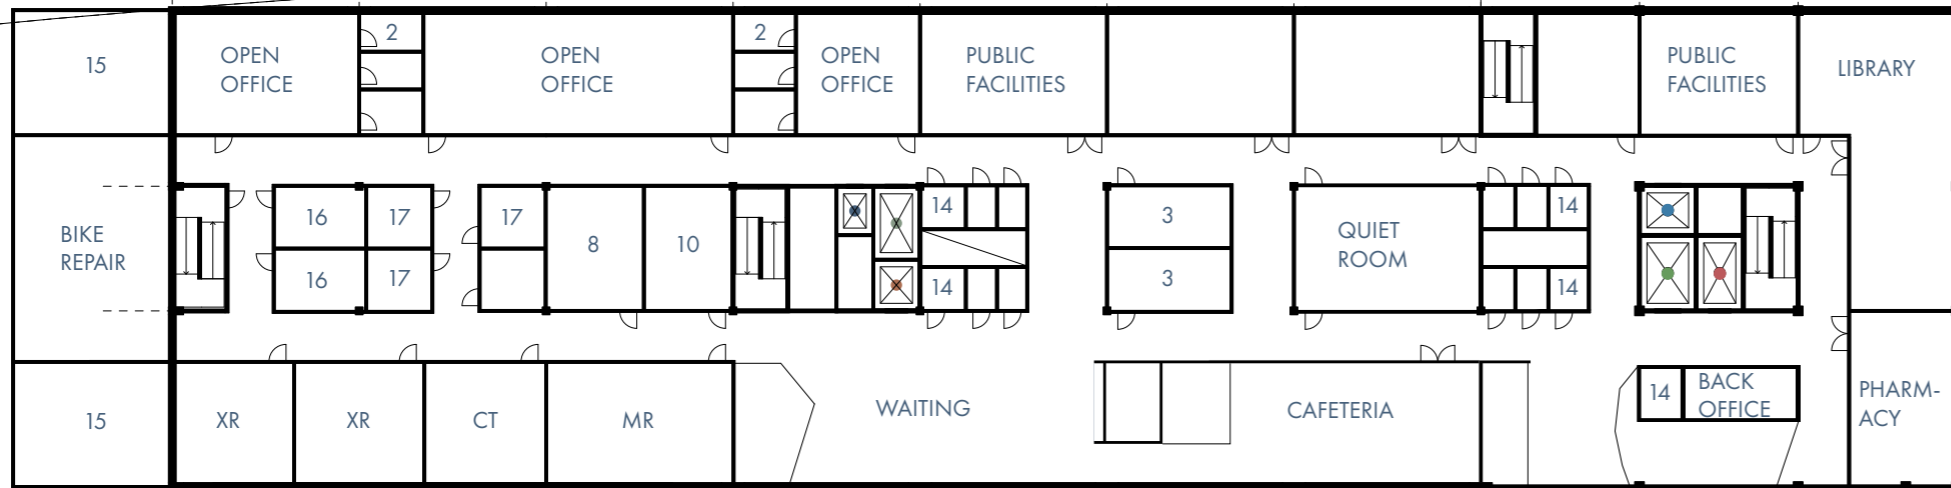 15
OPEN
OFFICE
2
OPEN
OFFICE
2
OPEN
OFFICE
PUBLIC
FACILITIES
PUBLIC
FACILITIES
LIBRARY
BIKE
REPAIR
16
17
17
8
10
14
3
QUIET
ROOM
14
16
17
14
3
14
15
XR
XR
CT
MR
WAITING
CAFETERIA
14
BACK
OFFICE
PHARM-
ACY